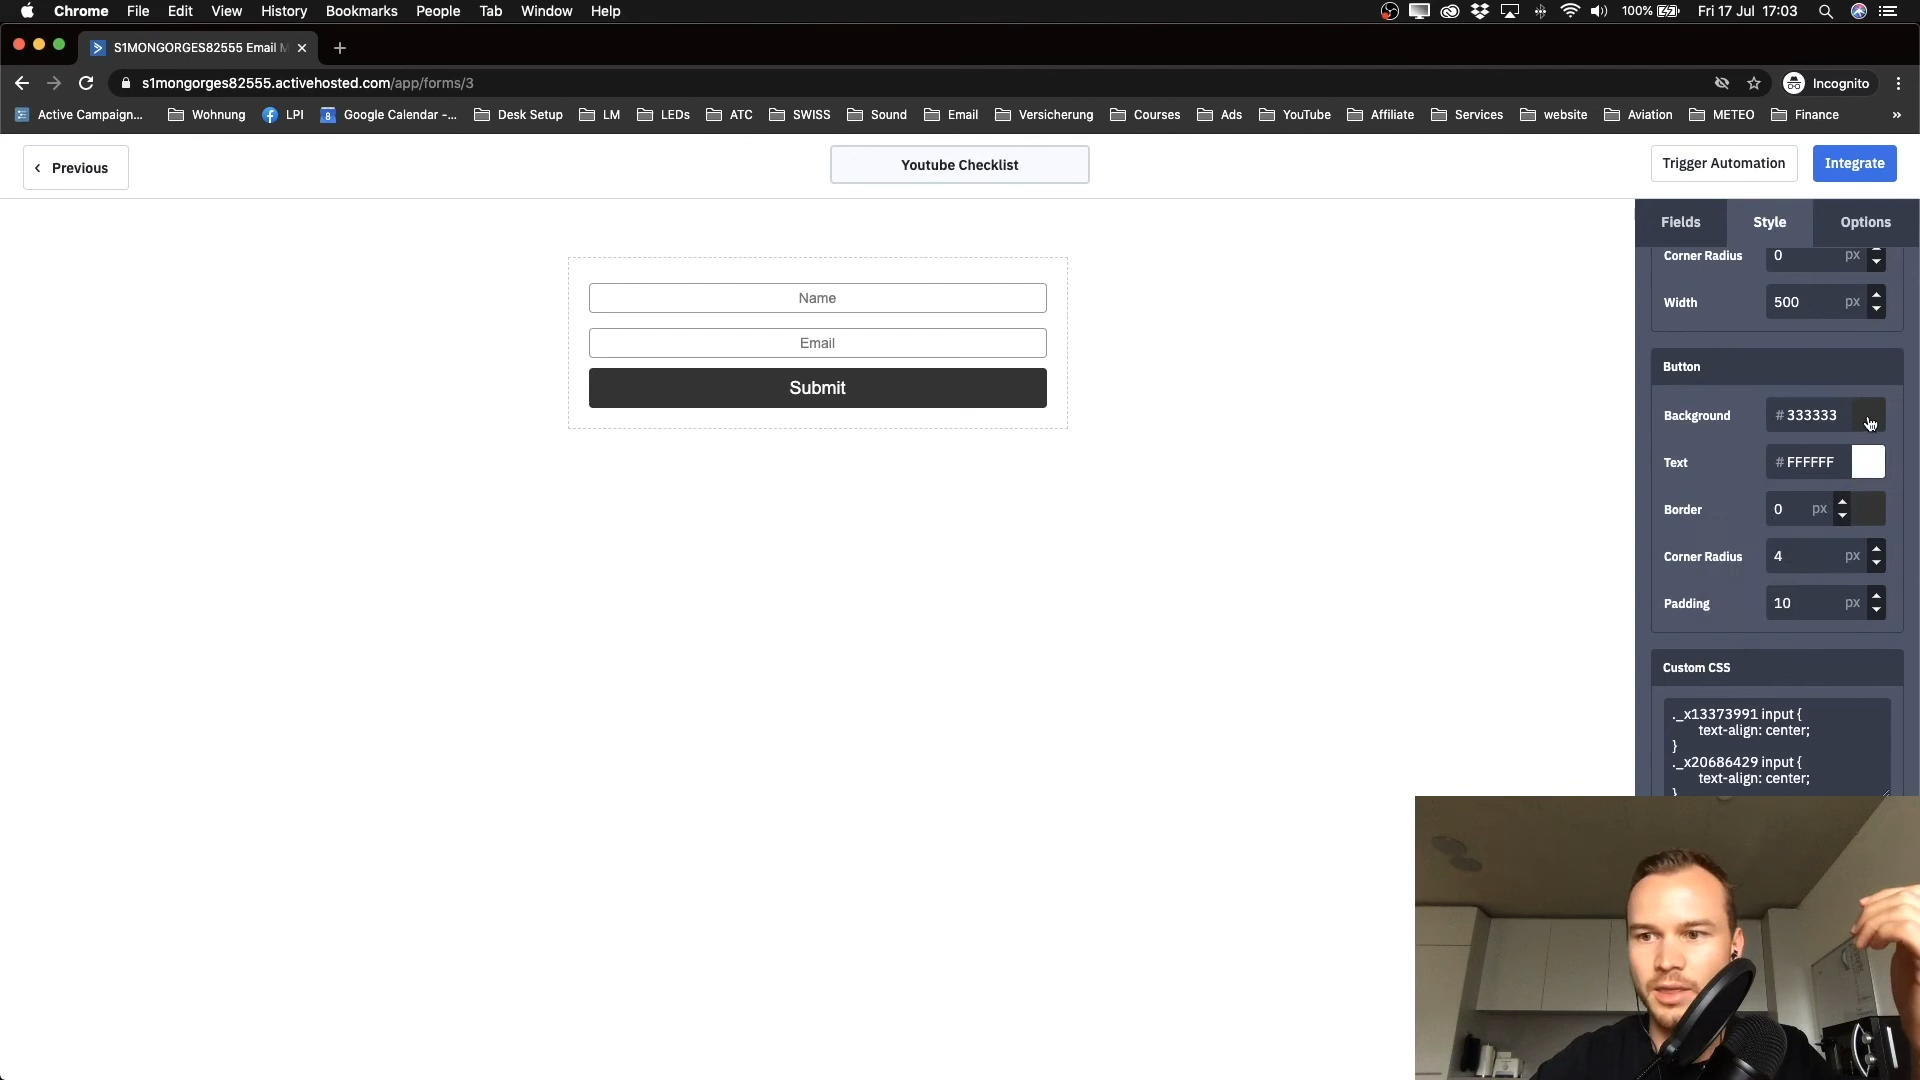 Chrome File Edit View History Bookmarks People Tab Window Help 100% Fri 17 Jul 17:03
S1MONGORGES82555 Email M
s1mongorges82555.activehosted.com/app/forms/3 Incognito
Active Campaign... Wohnung LPI Google Calendar -... Desk Setup LM LEDs ATC SWISS Sound Email Versicherung Courses Ads YouTube Affiliate Services website Aviation METEO Finance »
Previous Youtube Checklist Trigger Automation Integrate
Fields Style Options
Corner Radius 0 px
Width 500 px
Name
Email
Submit
Button
Background #333333
Text #FFFFFF
Border 0 px
Corner Radius 4 px
Padding 10 px
Custom CSS
._x13373991 input {
text-align: center;
}
._x20686429 input {
text-align: center;
}